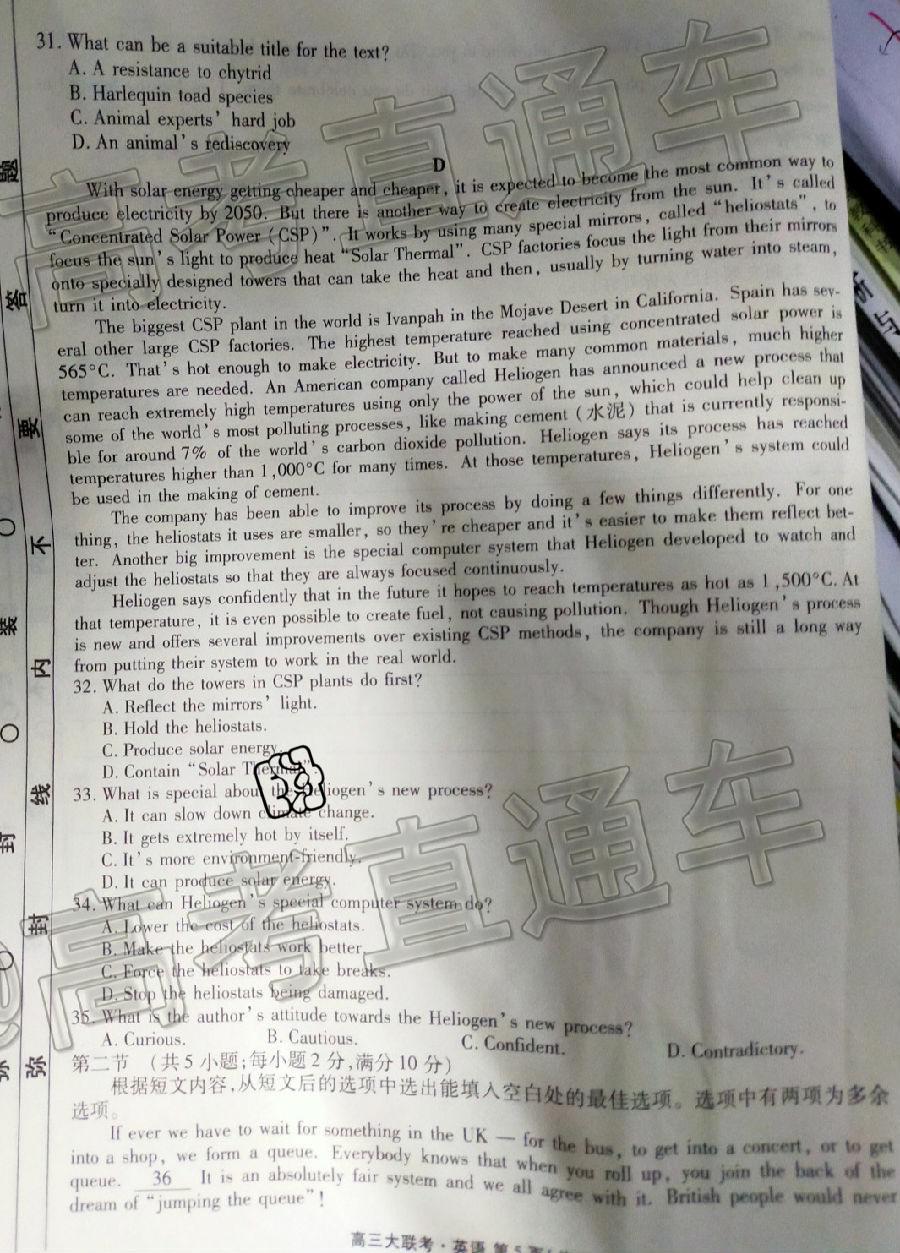 31. What can be a suitable title for the text?
A. A resistance to chytrid
B. Harlequin toad species
C. Animal experts' hard job
D. An animal's rediscovery
D
With solar energy getting cheaper and cheaper, it is expected to become the most common way to
produce electricity by 2050. But there is another way to create electricity from the sun. It's called
"Concentrated Solar Power (CSP)". It works by using many special mirrors, called "heliostats", to
focus the sun's light to produce heat "Solar Thermal". CSP factories focus the light from their mirrors
onto specially designed towers that can take the heat and then, usually by turning water into steam,
turn it into electricity.
The biggest CSP plant in the world is Ivanpah in the Mojave Desert in California. Spain has sev-
eral other large CSP factories. The highest temperature reached using concentrated solar power is
565°C. That's hot enough to make electricity. But to make many common materials, much higher
temperatures are needed. An American company called Heliogen has announced a new process that
can reach extremely high temperatures using only the power of the sun, which could help clean up
some of the world's most polluting processes, like making cement (水泥) that is currently responsi-
ble for around 7% of the world's carbon dioxide pollution. Heliogen says its process has reached
temperatures higher than 1,000°C for many times. At those temperatures, Heliogen's system could
be used in the making of cement.
The company has been able to improve its process by doing a few things differently. For one
thing, the heliostats it uses are smaller, so they're cheaper and it's easier to make them reflect bet-
ter. Another big improvement is the special computer system that Heliogen developed to watch and
adjust the heliostats so that they are always focused continuously.
Heliogen says confidently that in the future it hopes to reach temperatures as hot as 1,500°C. At
that temperature, it is even possible to create fuel, not causing pollution. Though Heliogen's process
is new and offers several improvements over existing CSP methods, the company is still a long way
from putting their system to work in the real world.
32. What do the towers in CSP plants do first?
A. Reflect the mirrors' light.
B. Hold the heliostats.
C. Produce solar energy.
D. Contain "Solar Thermal".
33. What is special about the Heliogen's new process?
A. It can slow down climate change.
B. It gets extremely hot by itself.
C. It's more environment-friendly.
D. It can produce solar energy.
34. What can Heliogen's special computer system do?
A. Lower the cost of the heliostats.
B. Make the heliostats work better.
C. Force the heliostats to take breaks.
D. Stop the heliostats being damaged.
35. What is the author's attitude towards the Heliogen's new process?
A. Curious. B. Cautious. C. Confident. D. Contradictory.
第二节 (共5小题;每小题2分,满分10分)
根据短文内容,从短文后的选项中选出能填入空白处的最佳选项。选项中有两项为多余
选项。
If ever we have to wait for something in the UK — for the bus, to get into a concert, or to get
into a shop, we form a queue. Everybody knows that when you roll up, you join the back of the
queue. 36 It is an absolutely fair system and we all agree with it. British people would never
dream of "jumping the queue"!
高三大联考·英语 第5页
题
答
要
不
内
线
封
弥
装
封
弥
高考直通车
@高考直通车